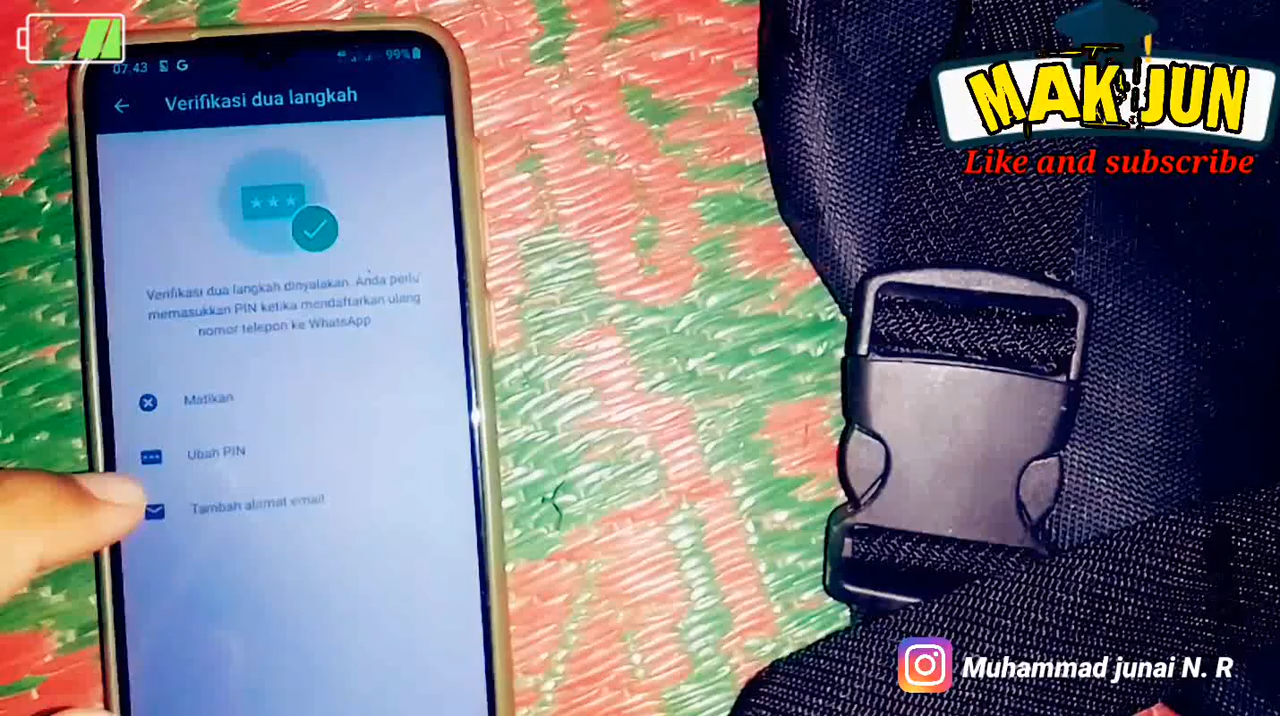 07.43
99%
Verifikasi dua langkah
Verifikasi dua langkah dinyalakan. Anda perlu
memasukkan PIN ketika mendaftarkan ulang
nomor telepon ke WhatsApp
Matikan
Ubah PIN
Tambah alamat email
MAK JUN
Like and subscribe
Muhammad junai N. R